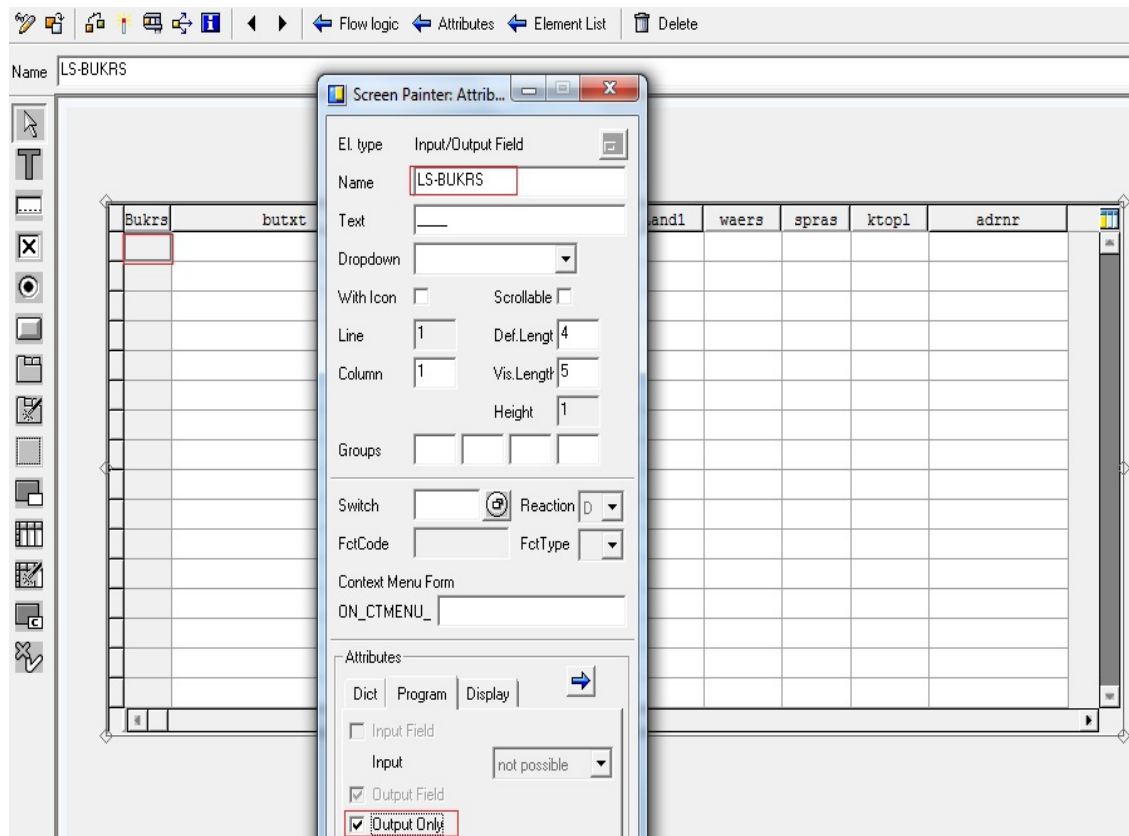 Flow logic Attributes Element List Delete
Name LS-BUKRS
Screen Painter: Attrib...
El. type Input/Output Field
Name LS-BUKRS
Text ____
Dropdown
With Icon Scrollable
Line 1 Def.Lengt 4
Column 1 Vis.Length 5
Height 1
Groups
Switch Reaction D
FctCode FctType
Context Menu Form
ON_CTMENU_
Attributes
Dict Program Display
Input Field
Input not possible
Output Field
Output Only
Bukrs butxt and1 waers spras ktopl adrnr